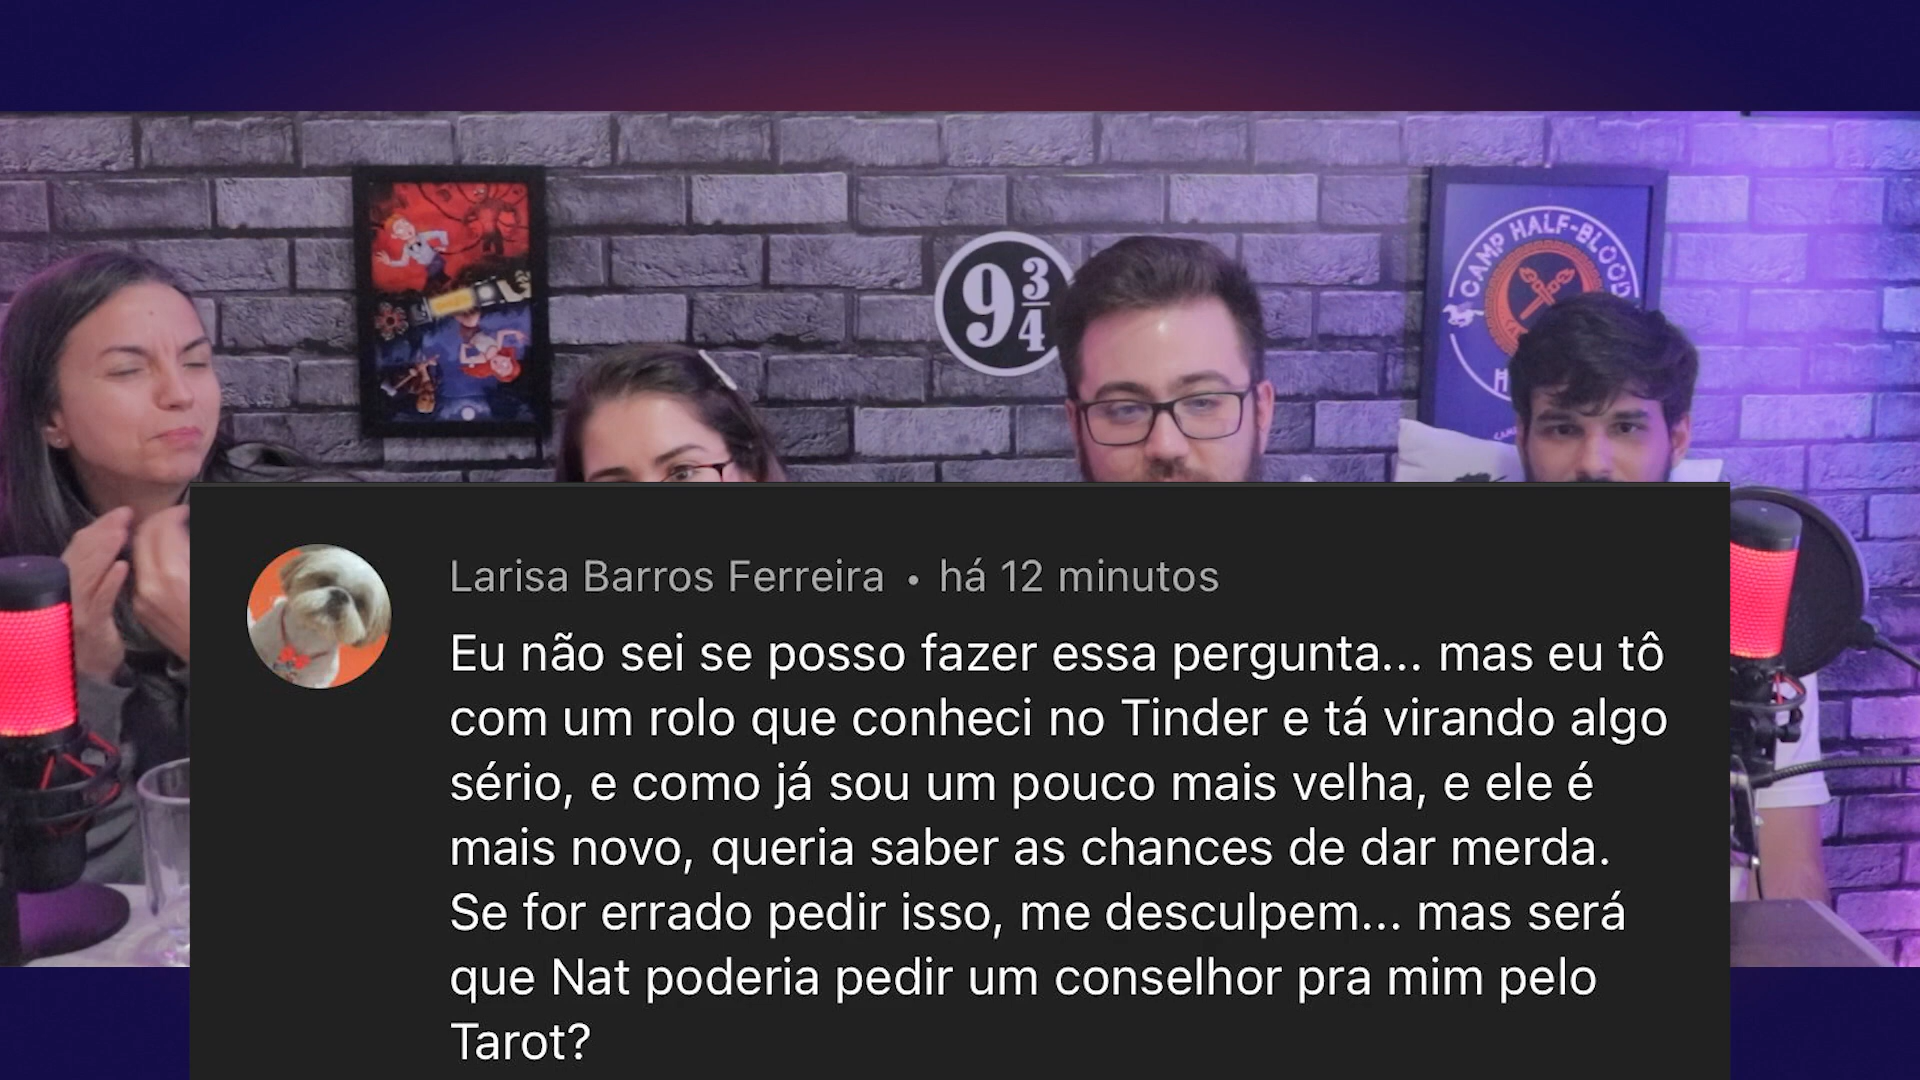 9 3/4
CAMP HALF-BLOOD
H
Larisa Barros Ferreira • há 12 minutos
Eu não sei se posso fazer essa pergunta... mas eu tô
com um rolo que conheci no Tinder e tá virando algo
sério, e como já sou um pouco mais velha, e ele é
mais novo, queria saber as chances de dar merda.
Se for errado pedir isso, me desculpem... mas será
que Nat poderia pedir um conselhor pra mim pelo
Tarot?